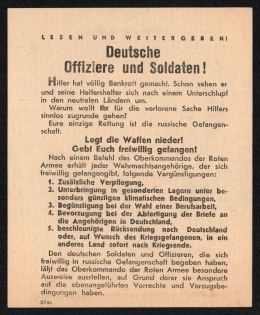 LESEN UND WEITERGEBEN!
Deutsche
Offiziere und Soldaten!
Hitler hat völlig Bankrott gemacht. Schon sehen er
und seine Helfershelfer sich nach einem Unterschlupf
in den neutralen Ländern um.
Warum wollt Ihr für die verlorene Sache Hitlers
sinnlos zugrunde gehen?
Eure einzige Rettung ist die russische Gefangen-
schaft.
Legt die Waffen nieder!
Gebt Euch freiwillig gefangen!
Nach einem Befehl des Oberkommandos der Roten
Armee erhält jeder Wehrmachtsangehörige, der sich
freiwillig gefangengibt, folgende Vergünstigungen:
1. Zusätzliche Verpflegung,
2. Unterbringung in gesonderten Lagern unter be-
sonders günstigen klimatischen Bedingungen,
3. Begünstigung bei der Wahl einer Berufsarbeit,
4. Bevorzugung bei der Abfertigung der Briefe an
die Angehörigen in Deutschland,
5. beschleunigte Rücksendung nach Deutschland
oder, auf Wunsch des Kriegsgefangenen, in ein
anderes Land sofort nach Kriegsende.
Den deutschen Soldaten und Offizieren, die sich
freiwillig in russische Gefangenschaft begeben haben,
läßt das Oberkommando der Roten Armee besondere
Ausweise ausstellen, auf Grund derer sie Anspruch
auf die obenangeführten Vorrechte und Vorzugsbe-
dingungen haben.